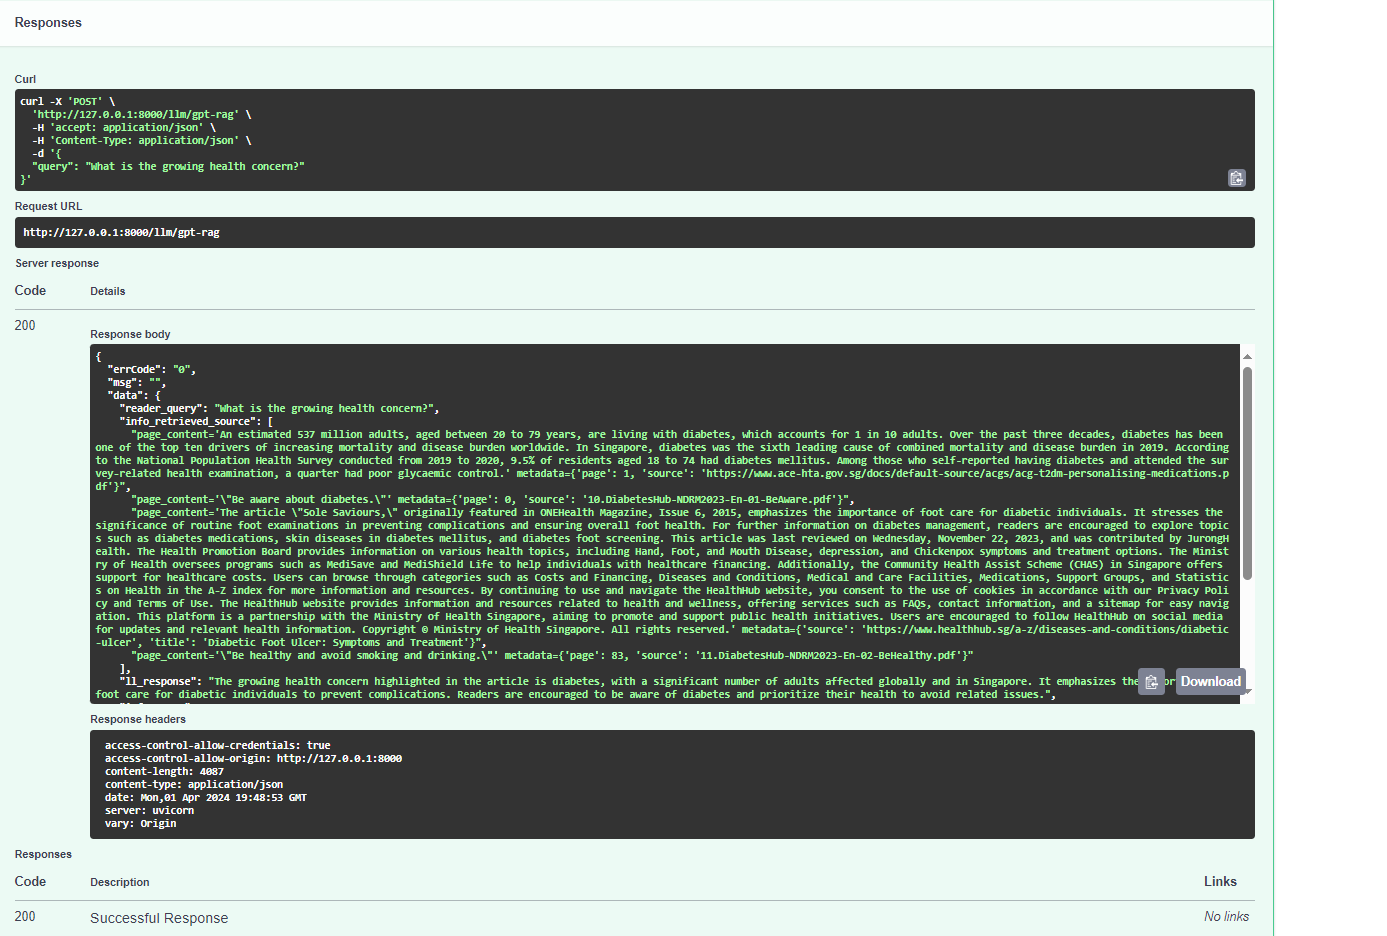 Responses
Curl
curl -X 'POST' \
'http://127.0.0.1:8000/llm/gpt-rag' \
-H 'accept: application/json' \
-H 'Content-Type: application/json' \
-d '{
"query": "What is the growing health concern?"
}'
Request URL
http://127.0.0.1:8000/llm/gpt-rag
Server response
Code Details
200
Response body
{
"errCode": "0",
"msg": "",
"data": {
"reader_query": "What is the growing health concern?",
"info_retrieved_source": [
"page_content='An estimated 537 million adults, aged between 20 to 79 years, are living with diabetes, which accounts for 1 in 10 adults. Over the past three decades, diabetes has been
one of the top ten drivers of increasing mortality and disease burden worldwide. In Singapore, diabetes was the sixth leading cause of combined mortality and disease burden in 2019. According
to the National Population Health Survey conducted from 2019 to 2020, 9.5% of residents aged 18 to 74 had diabetes mellitus. Among those who self-reported having diabetes and attended the sur
vey-related health examination, a quarter had poor glycaemic control.' metadata={'page': 1, 'source': 'https://www.ace-hta.gov.sg/docs/default-source/acgs/acg-t2dm-personalising-medications.p
df'}",
"page_content='\"Be aware about diabetes.\"' metadata={'page': 0, 'source': '10.DiabetesHub-NDRM2023-En-01-BeAware.pdf'}",
"page_content='The article \"Sole Saviours,\" originally featured in ONEHealth Magazine, Issue 6, 2015, emphasizes the importance of foot care for diabetic individuals. It stresses the
significance of routine foot examinations in preventing complications and ensuring overall foot health. For further information on diabetes management, readers are encouraged to explore topic
s such as diabetes medications, skin diseases in diabetes mellitus, and diabetes foot screening. This article was last reviewed on Wednesday, November 22, 2023, and was contributed by JurongH
ealth. The Health Promotion Board provides information on various health topics, including Hand, Foot, and Mouth Disease, depression, and Chickenpox symptoms and treatment options. The Minist
ry of Health oversees programs such as MediSave and MediShield Life to help individuals with healthcare financing. Additionally, the Community Health Assist Scheme (CHAS) in Singapore offers
support for healthcare costs. Users can browse through categories such as Costs and Financing, Diseases and Conditions, Medical and Care Facilities, Medications, Support Groups, and Statistic
s on Health in the A-Z index for more information and resources. By continuing to use and navigate the HealthHub website, you consent to the use of cookies in accordance with our Privacy Poli
cy and Terms of Use. The HealthHub website provides information and resources related to health and wellness, offering services such as FAQs, contact information, and a sitemap for easy navig
ation. This platform is a partnership with the Ministry of Health Singapore, aiming to promote and support public health initiatives. Users are encouraged to follow HealthHub on social media
for updates and relevant health information. Copyright © Ministry of Health Singapore. All rights reserved.' metadata={'source': 'https://www.healthhub.sg/a-z/diseases-and-conditions/diabetic
-ulcer', 'title': 'Diabetic Foot Ulcer: Symptoms and Treatment'}",
"page_content='\"Be healthy and avoid smoking and drinking.\"' metadata={'page': 83, 'source': '11.DiabetesHub-NDRM2023-En-02-BeHealthy.pdf'}"
],
"ll_response": "The growing health concern highlighted in the article is diabetes, with a significant number of adults affected globally and in Singapore. It emphasizes the
foot care for diabetic individuals to prevent complications. Readers are encouraged to be aware of diabetes and prioritize their health to avoid related issues.",
Download
Response headers
access-control-allow-credentials: true
access-control-allow-origin: http://127.0.0.1:8000
content-length: 4087
content-type: application/json
date: Mon,01 Apr 2024 19:48:53 GMT
server: uvicorn
vary: Origin
Responses
Code Description Links
200 Successful Response No links